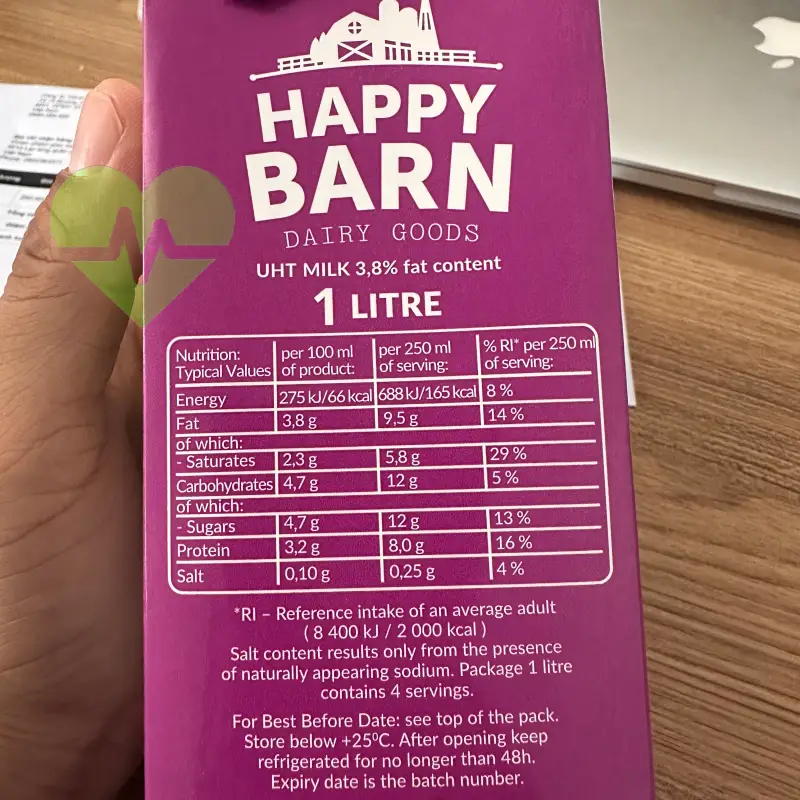 HAPPY
BARN
DAIRY GOODS
UHT MILK 3,8% fat content
1 LITRE
Nutrition: Typical Values | per 100 ml of product: | per 250 ml of serving: | % RI* per 250 ml of serving:
Energy | 275 kJ/66 kcal | 688 kJ/165 kcal | 8 %
Fat | 3,8 g | 9,5 g | 14 %
of which:
- Saturates | 2,3 g | 5,8 g | 29 %
Carbohydrates | 4,7 g | 12 g | 5 %
of which:
- Sugars | 4,7 g | 12 g | 13 %
Protein | 3,2 g | 8,0 g | 16 %
Salt | 0,10 g | 0,25 g | 4 %
*RI – Reference intake of an average adult
( 8 400 kJ / 2 000 kcal )
Salt content results only from the presence
of naturally appearing sodium. Package 1 litre
contains 4 servings.
For Best Before Date: see top of the pack.
Store below +25ºC. After opening keep
refrigerated for no longer than 48h.
Expiry date is the batch number.